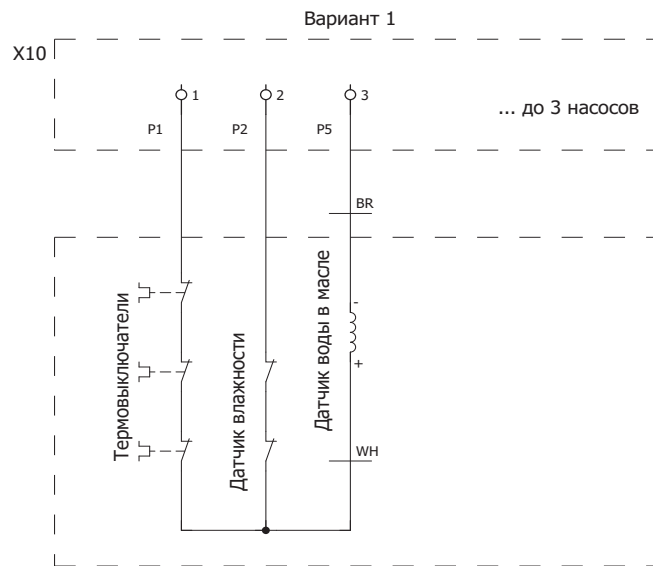 Вариант 1
X10
1
2
3
... до 3 насосов
P1
P2
P5
BR
Термовыключатели
Датчик влажности
Датчик воды в масле
-
+
WH